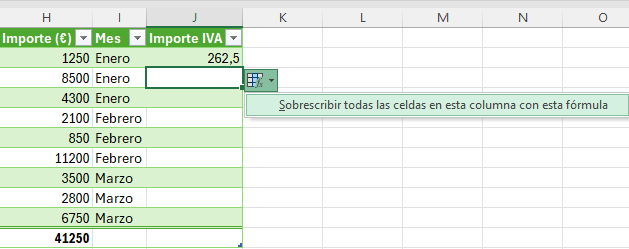 H I J K L M N O
Importe (€) Mes Importe IVA
1250 Enero 262,5
8500 Enero
4300 Enero
Sobrescribir todas las celdas en esta columna con esta fórmula
2100 Febrero
850 Febrero
11200 Febrero
3500 Marzo
2800 Marzo
6750 Marzo
41250